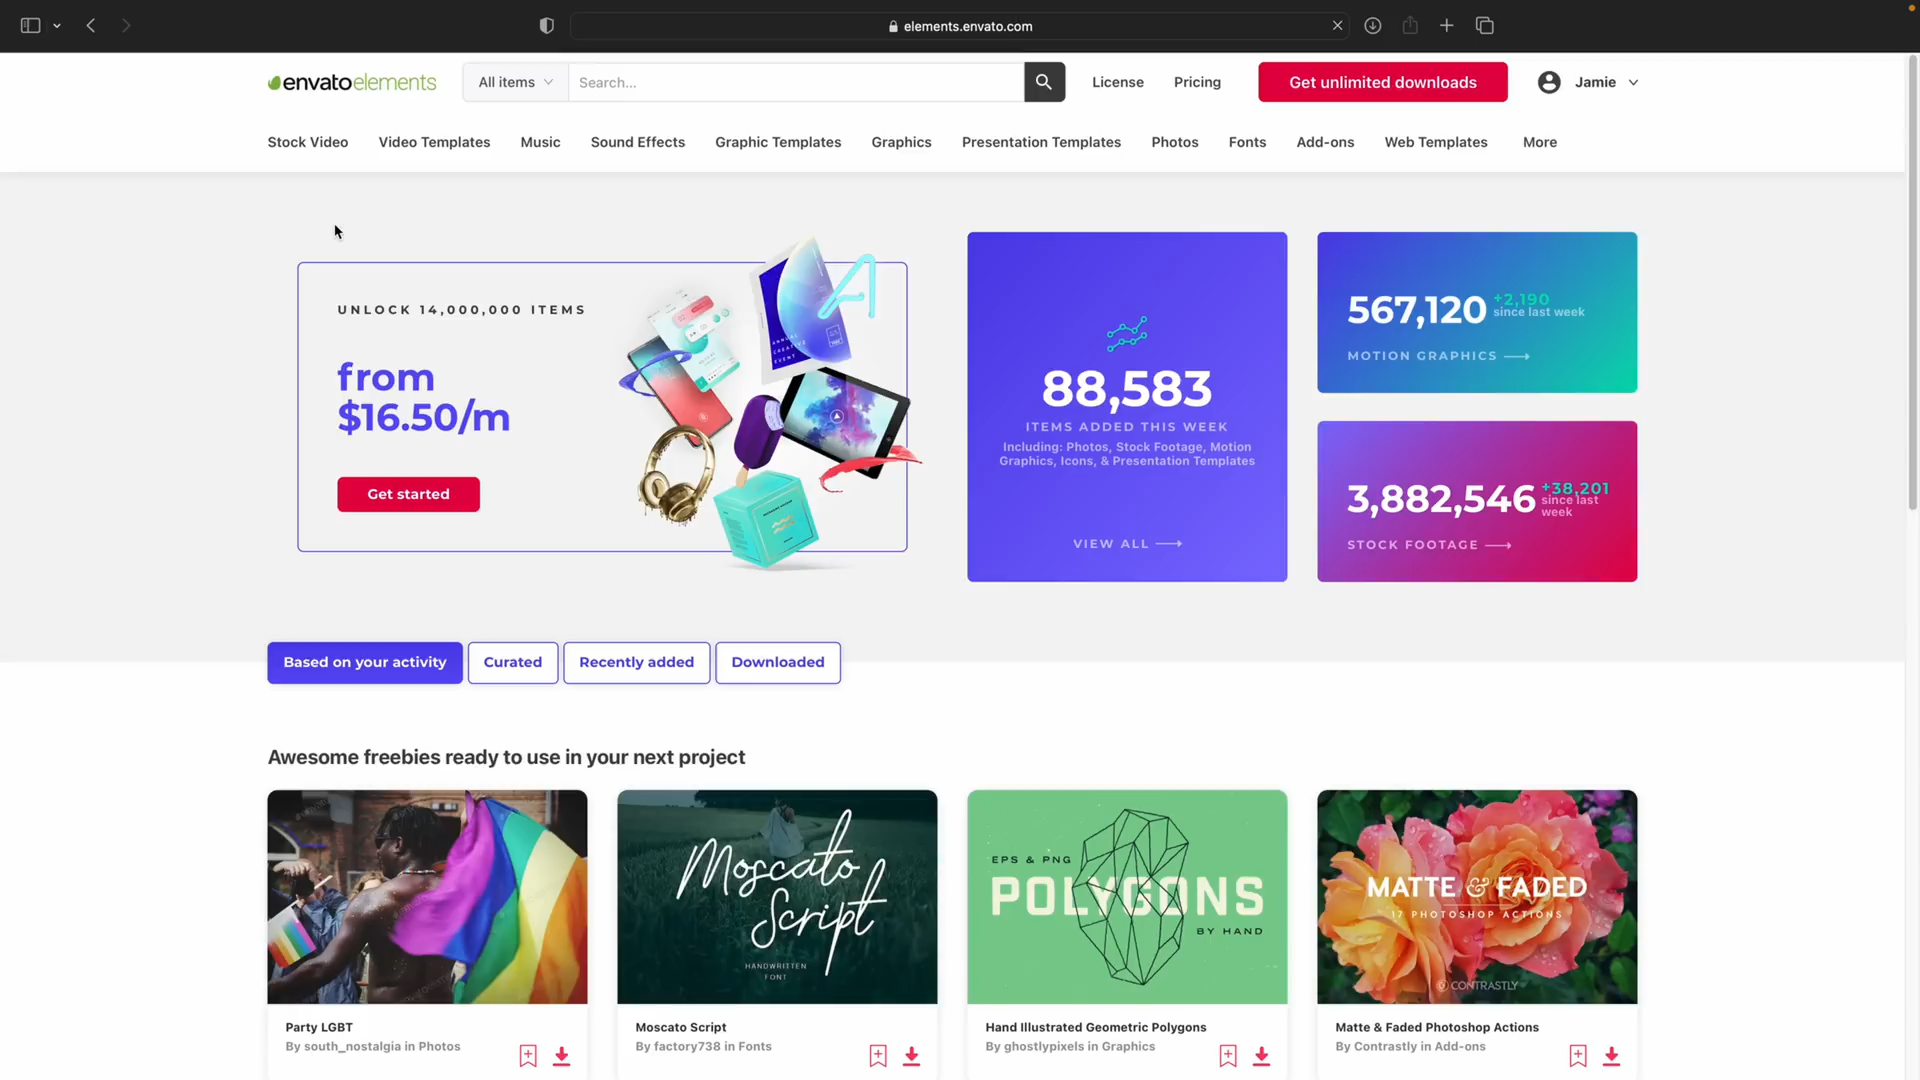 elements.envato.com
envatoelements
All items
Search...
License
Pricing
Get unlimited downloads
Jamie
Stock Video
Video Templates
Music
Sound Effects
Graphic Templates
Graphics
Presentation Templates
Photos
Fonts
Add-ons
Web Templates
More
UNLOCK 14,000,000 ITEMS
from
$16.50/m
Get started
A
88,583
ITEMS ADDED THIS WEEK
Including: Photos, Stock Footage, Motion
Graphics, Icons, & Presentation Templates
VIEW ALL
567,120
+2,190
since last week
MOTION GRAPHICS
3,882,546
+38,201
since last
week
STOCK FOOTAGE
Based on your activity
Curated
Recently added
Downloaded
Awesome freebies ready to use in your next project
Moscato
Script
HANDWRITTEN
FONT
EPS & PNG
POLYGONS
BY HAND
MATTE & FADED
17 PHOTOSHOP ACTIONS
CONTRASTLY
Party LGBT
By south_nostalgia in Photos
Moscato Script
By factory738 in Fonts
Hand Illustrated Geometric Polygons
By ghostlypixels in Graphics
Matte & Faded Photoshop Actions
By Contrastly in Add-ons